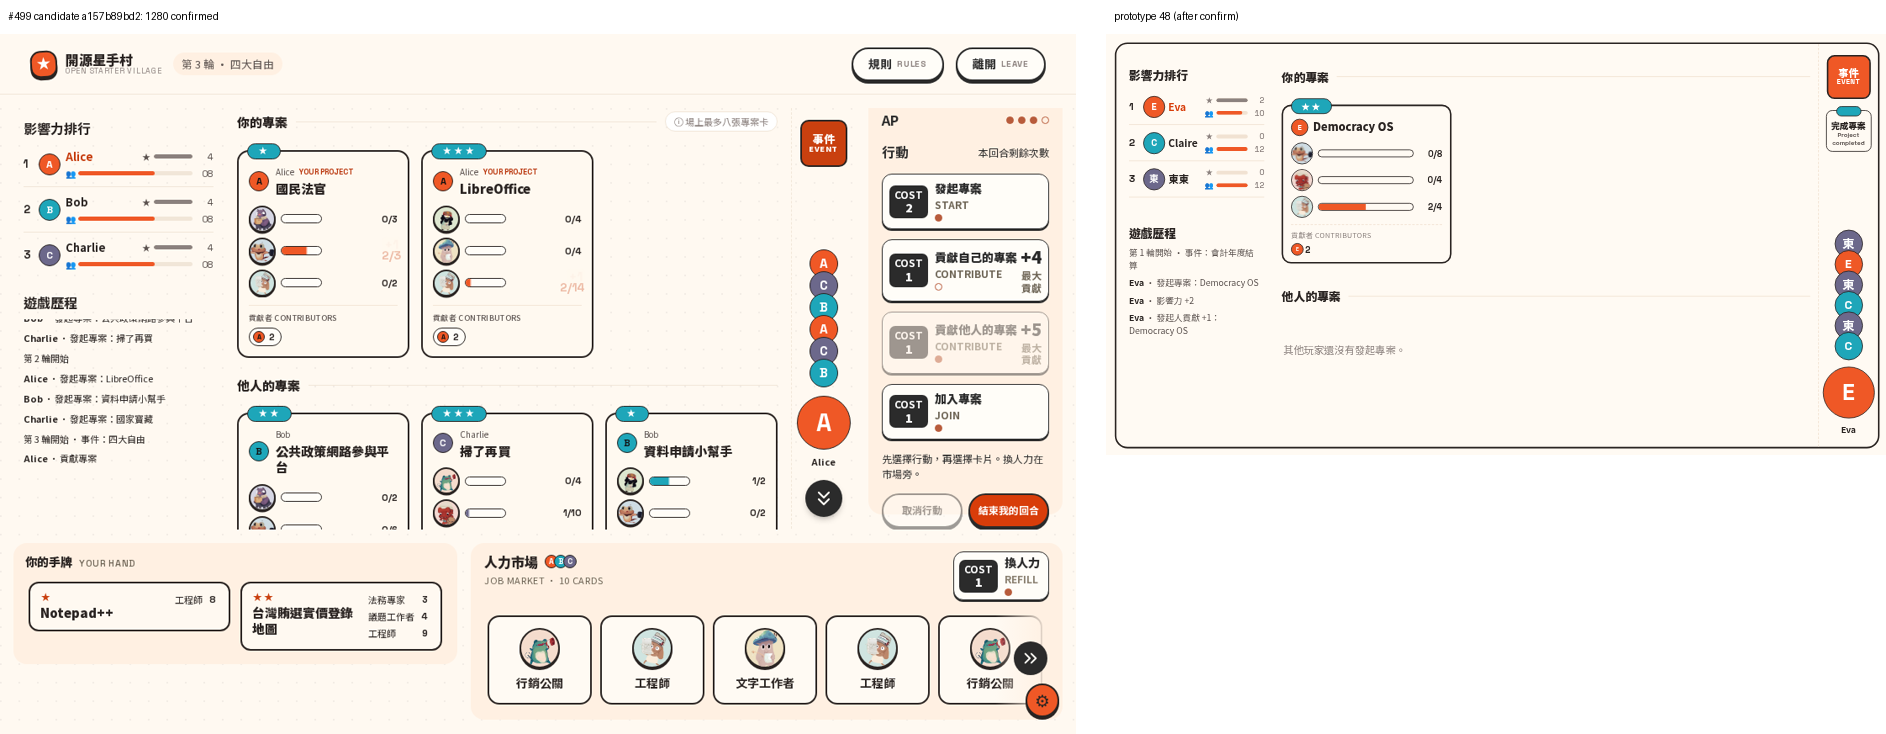 #499 candidate a157b89bd2: 1280 confirmed
開源星手村
OPEN STARTER VILLAGE
第 3 輪 · 四大自由
規則 RULES
離開 LEAVE
影響力排行
1 A Alice ★ 4
08
2 B Bob ★ 4
08
3 C Charlie ★ 4
08
遊戲歷程
Charlie · 發起專案：掃了再買
第 2 輪開始
Alice · 發起專案：LibreOffice
Bob · 發起專案：資料申請小幫手
Charlie · 發起專案：國家寶藏
第 3 輪開始 · 事件：四大自由
Alice · 貢獻專案
你的專案
場上最多八張專案卡
★
A Alice YOUR PROJECT
國民法官
0/3
2/3
0/2
貢獻者 CONTRIBUTORS
A 2
★★★
A Alice YOUR PROJECT
LibreOffice
0/4
0/4
2/14
貢獻者 CONTRIBUTORS
A 2
他人的專案
★★
Bob
B 公共政策網路參與平
台
0/2
★★★
Charlie
C 掃了再買
0/4
1/10
★
Bob
B 資料申請小幫手
1/2
0/2
事件
EVENT
A
C
B
A
C
B
A
Alice
AP
行動 本回合剩餘次數
COST 2
發起專案
START
COST 1
貢獻自己的專案 +4
CONTRIBUTE 最大
貢獻
COST 1
貢獻他人的專案 +5
CONTRIBUTE 最大
貢獻
COST 1
加入專案
JOIN
先選擇行動，再選擇卡片。換人力在
市場旁。
取消行動
結束我的回合
你的手牌 YOUR HAND
★
Notepad++
工程師 8
★★
台灣賄選實價登錄
地圖
法務專家 3
議題工作者 4
工程師 9
人力市場 A B C
JOB MARKET · 10 CARDS
COST 1
換人力
REFILL
行銷公關
工程師
文字工作者
工程師
行銷公關
prototype 48 (after confirm)
影響力排行
1 E Eva ★ 2
10
2 C Claire ★ 0
12
3 東 東東 ★ 0
12
遊戲歷程
第 1 輪開始 · 事件：會計年度結
算
Eva · 發起專案：Democracy OS
Eva · 影響力 +2
Eva · 發起人貢獻 +1：
Democracy OS
你的專案
★★
E Democracy OS
0/8
0/4
2/4
貢獻者 CONTRIBUTORS
E 2
他人的專案
其他玩家還沒有發起專案。
事件
EVENT
完成專案
Project
completed
東
E
東
C
東
C
E
Eva